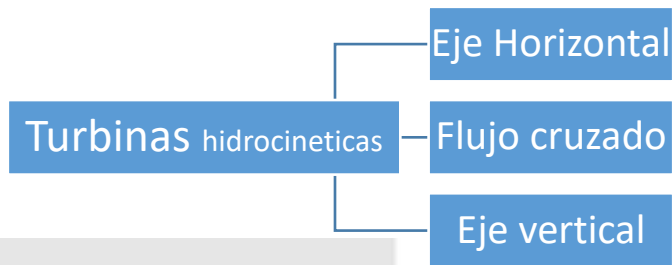 Eje Horizontal
Turbinas hidrocineticas
Flujo cruzado
Eje vertical